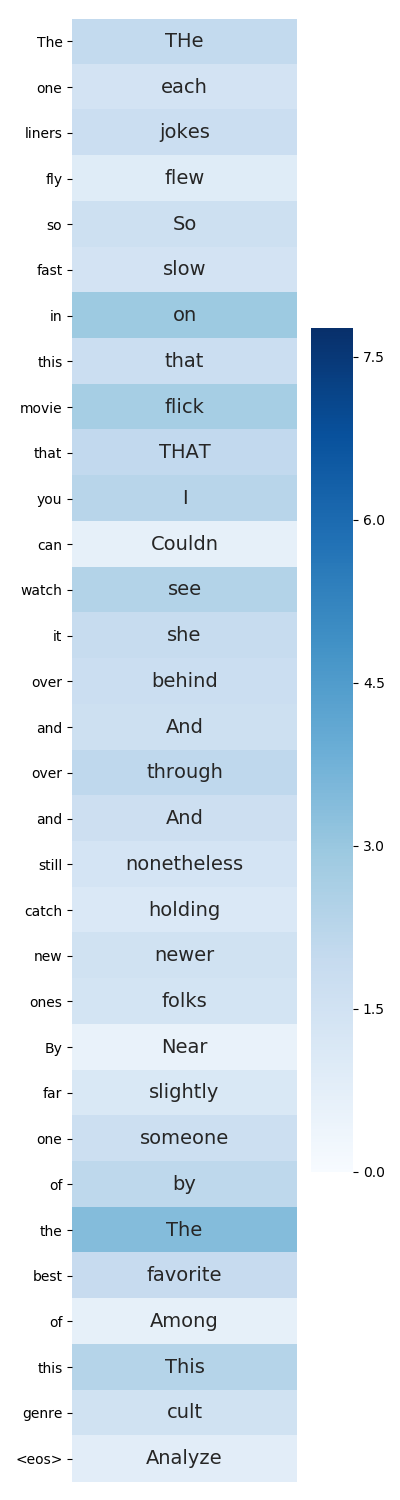 The THe
one each
liners jokes
fly flew
so So
fast slow
in on
this that
7.5
movie flick
that THAT
you I
6.0
can Couldn
watch see
it she
4.5
over behind
and And
over through
and And
3.0
still nonetheless
catch holding
new newer
ones folks
1.5
By Near
far slightly
one someone
of by
0.0
the The
best favorite
of Among
this This
genre cult
<eos> Analyze